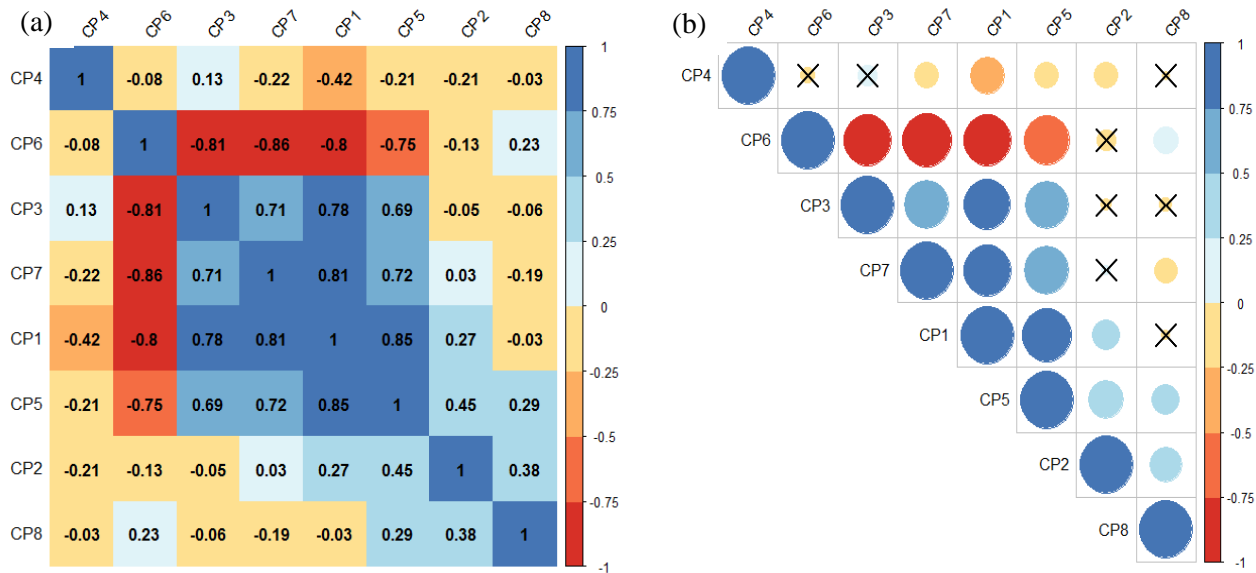 (a)
CP4 CP6 CP3 CP7 CP1 CP5 CP2 CP8
CP4 1 -0.08 0.13 -0.22 -0.42 -0.21 -0.21 -0.03
CP6 -0.08 1 -0.81 -0.86 -0.8 -0.75 -0.13 0.23
CP3 0.13 -0.81 1 0.71 0.78 0.69 -0.05 -0.06
CP7 -0.22 -0.86 0.71 1 0.81 0.72 0.03 -0.19
CP1 -0.42 -0.8 0.78 0.81 1 0.85 0.27 -0.03
CP5 -0.21 -0.75 0.69 0.72 0.85 1 0.45 0.29
CP2 -0.21 -0.13 -0.05 0.03 0.27 0.45 1 0.38
CP8 -0.03 0.23 -0.06 -0.19 -0.03 0.29 0.38 1
1
0.75
0.5
0.25
0
-0.25
-0.5
-0.75
-1
(b)
CP4 CP6 CP3 CP7 CP1 CP5 CP2 CP8
CP4
CP6
CP3
CP7
CP1
CP5
CP2
CP8
1
0.75
0.5
0.25
0
-0.25
-0.5
-0.75
-1